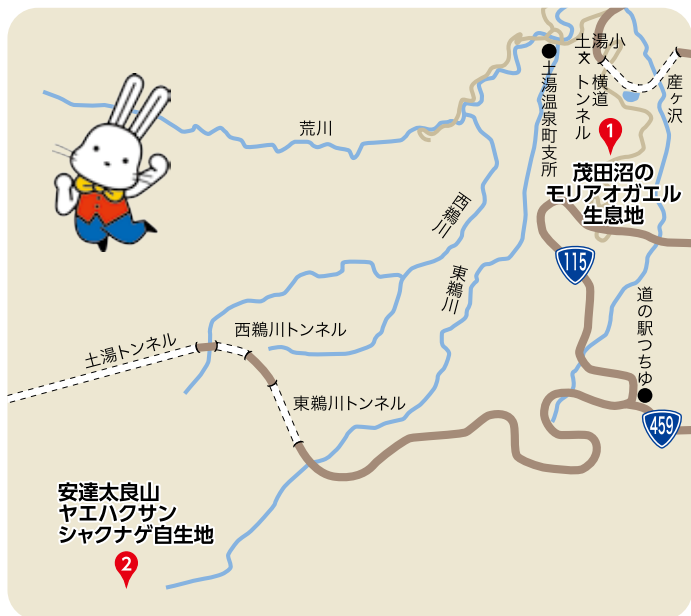 土湯小
横道
トンネル
産ヶ沢
土湯温泉町支所
1
茂田沼の
モリアオガエル
生息地
荒川
西鴉川
東鴉川
115
道の駅つちゆ
西鴉川トンネル
土湯トンネル
東鴉川トンネル
459
安達太良山
ヤエハクサン
シャクナゲ自生地
2